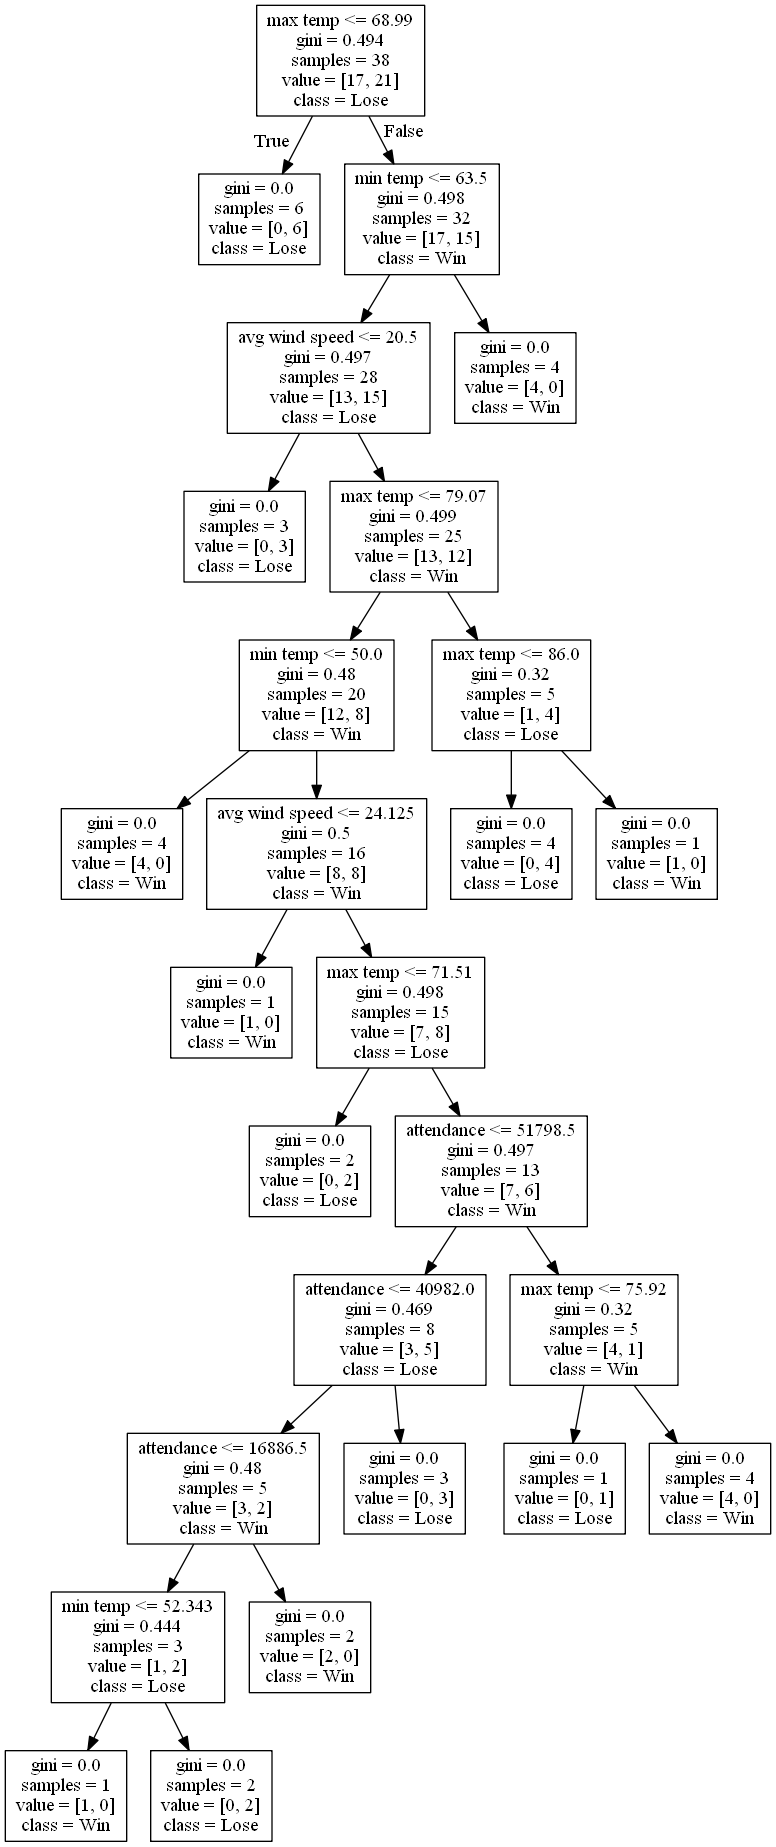 max temp <= 68.99
gini = 0.494
samples = 38
value = [17, 21]
class = Lose
True
False
gini = 0.0
samples = 6
value = [0, 6]
class = Lose
min temp <= 63.5
gini = 0.498
samples = 32
value = [17, 15]
class = Win
avg wind speed <= 20.5
gini = 0.497
samples = 28
value = [13, 15]
class = Lose
gini = 0.0
samples = 4
value = [4, 0]
class = Win
gini = 0.0
samples = 3
value = [0, 3]
class = Lose
max temp <= 79.07
gini = 0.499
samples = 25
value = [13, 12]
class = Win
min temp <= 50.0
gini = 0.48
samples = 20
value = [12, 8]
class = Win
max temp <= 86.0
gini = 0.32
samples = 5
value = [1, 4]
class = Lose
gini = 0.0
samples = 4
value = [4, 0]
class = Win
avg wind speed <= 24.125
gini = 0.5
samples = 16
value = [8, 8]
class = Win
gini = 0.0
samples = 4
value = [0, 4]
class = Lose
gini = 0.0
samples = 1
value = [1, 0]
class = Win
gini = 0.0
samples = 1
value = [1, 0]
class = Win
max temp <= 71.51
gini = 0.498
samples = 15
value = [7, 8]
class = Lose
gini = 0.0
samples = 2
value = [0, 2]
class = Lose
attendance <= 51798.5
gini = 0.497
samples = 13
value = [7, 6]
class = Win
attendance <= 40982.0
gini = 0.469
samples = 8
value = [3, 5]
class = Lose
max temp <= 75.92
gini = 0.32
samples = 5
value = [4, 1]
class = Win
attendance <= 16886.5
gini = 0.48
samples = 5
value = [3, 2]
class = Win
gini = 0.0
samples = 3
value = [0, 3]
class = Lose
gini = 0.0
samples = 1
value = [0, 1]
class = Lose
gini = 0.0
samples = 4
value = [4, 0]
class = Win
min temp <= 52.343
gini = 0.444
samples = 3
value = [1, 2]
class = Lose
gini = 0.0
samples = 2
value = [2, 0]
class = Win
gini = 0.0
samples = 1
value = [1, 0]
class = Win
gini = 0.0
samples = 2
value = [0, 2]
class = Lose